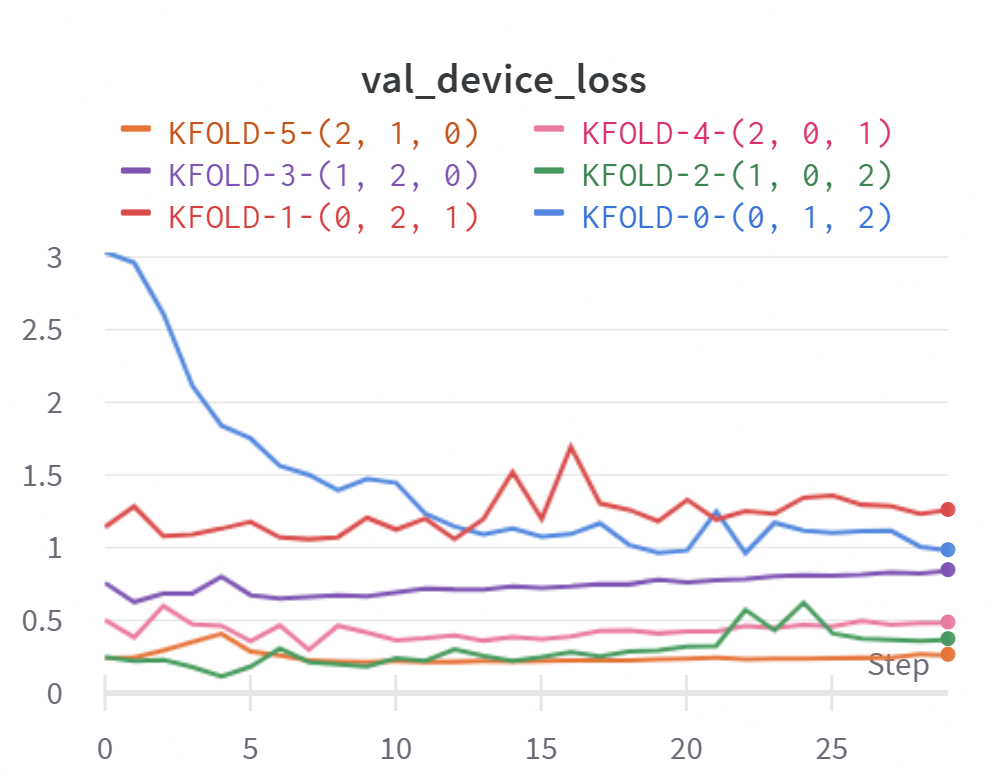 val_device_loss
KFOLD-5-(2, 1, 0) KFOLD-4-(2, 0, 1)
KFOLD-3-(1, 2, 0) KFOLD-2-(1, 0, 2)
KFOLD-1-(0, 2, 1) KFOLD-0-(0, 1, 2)
3
2.5
2
1.5
1
0.5
Step
0
0 5 10 15 20 25